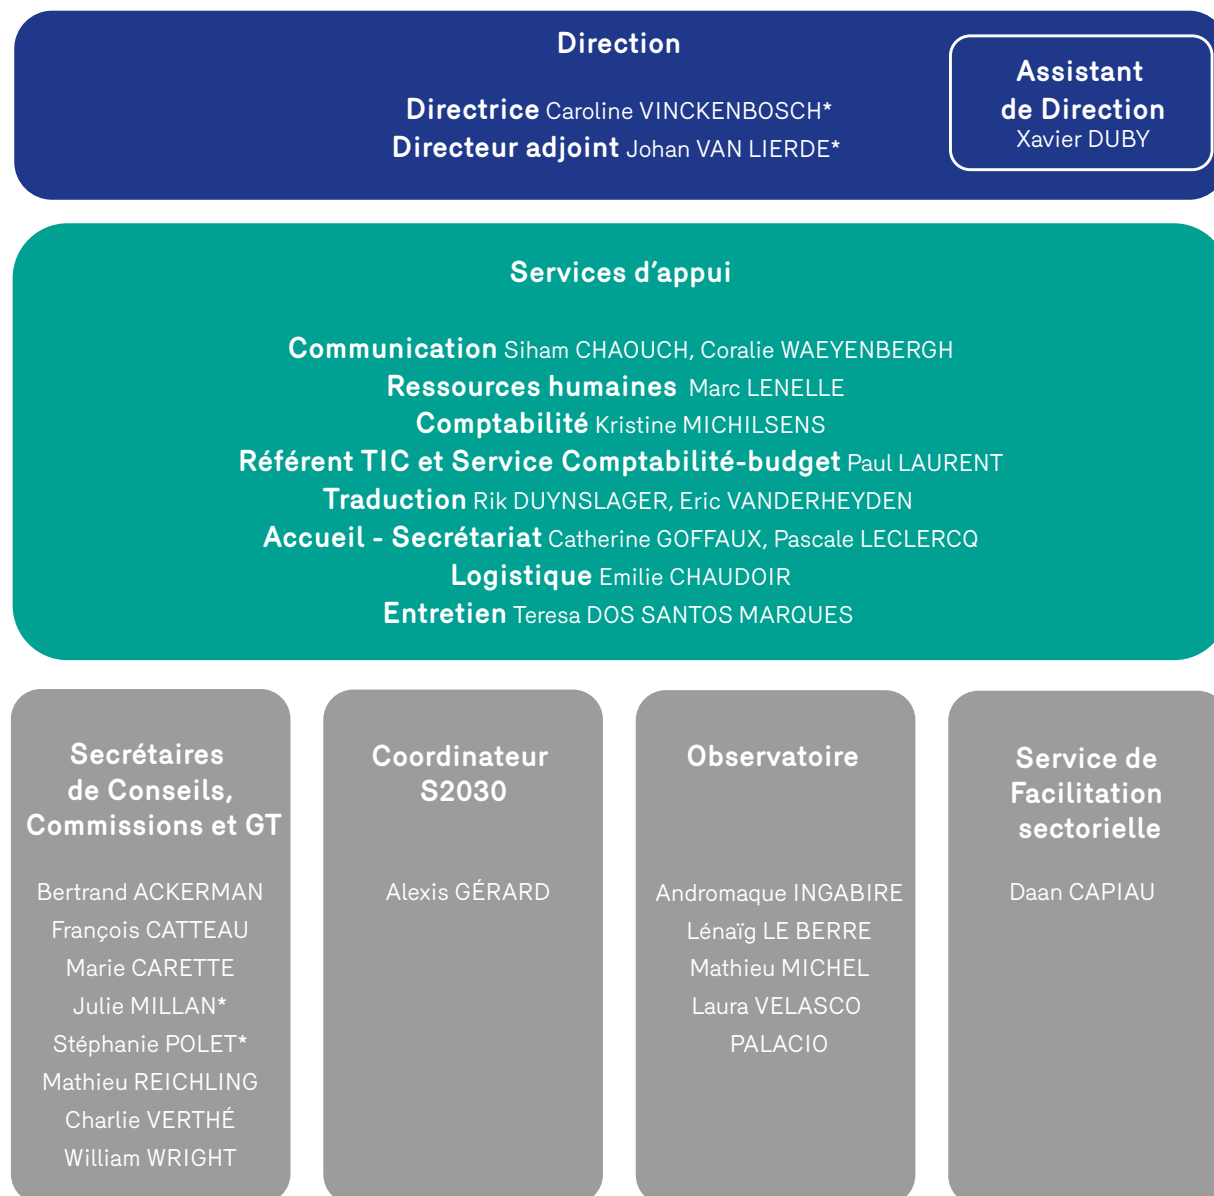 Direction
Directrice Caroline VINCKENBOSCH*
Directeur adjoint Johan VAN LIERDE*
Assistant
de Direction
Xavier DUBY
Services d’appui
Communication Siham CHAOUCH, Coralie WAEYENBERGH
Ressources humaines Marc LENELLE
Comptabilité Kristine MICHILSENS
Référent TIC et Service Comptabilité-budget Paul LAURENT
Traduction Rik DUYNSLAGER, Eric VANDERHEYDEN
Accueil - Secrétariat Catherine GOFFAUX, Pascale LECLERCQ
Logistique Emilie CHAUDOIR
Entretien Teresa DOS SANTOS MARQUES
Secrétaires
de Conseils,
Commissions et GT
Bertrand ACKERMAN
François CATTEAU
Marie CARETTE
Julie MILLAN*
Stéphanie POLET*
Mathieu REICHLING
Charlie VERTHÉ
William WRIGHT
Coordinateur
S2030
Alexis GÉRARD
Observatoire
Andromaque INGABIRE
Lénaïg LE BERRE
Mathieu MICHEL
Laura VELASCO
PALACIO
Service de
Facilitation
sectorielle
Daan CAPIAU